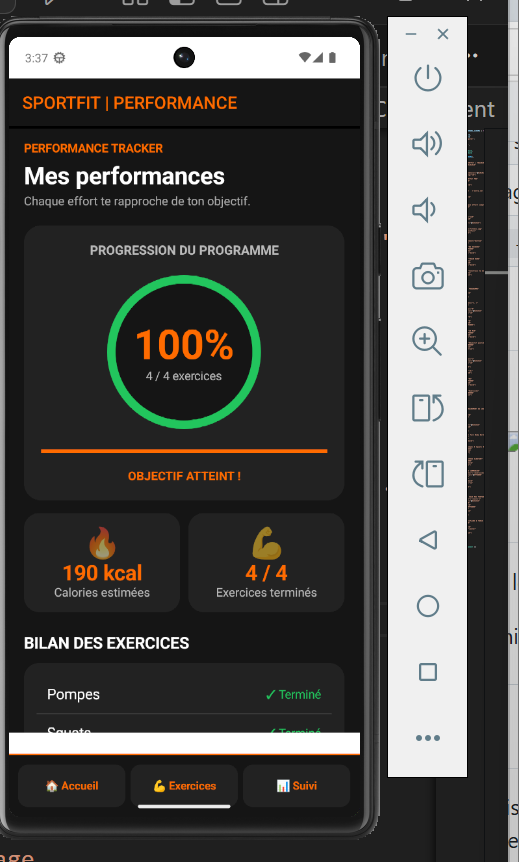 3:37
SPORTFIT | PERFORMANCE
PERFORMANCE TRACKER
Mes performances
Chaque effort te rapproche de ton objectif.
PROGRESSION DU PROGRAMME
100%
4 / 4 exercices
OBJECTIF ATTEINT !
190 kcal
Calories estimées
4 / 4
Exercices terminés
BILAN DES EXERCICES
Pompes ✓ Terminé
Squats ✓ Terminé
Accueil
Exercices
Suivi